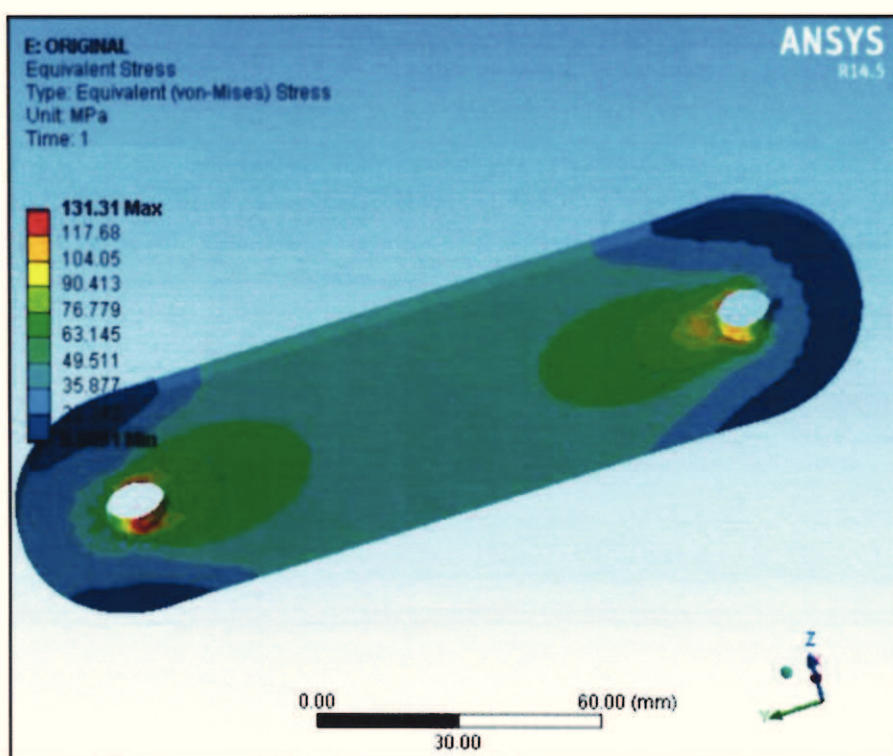 E: ORIGINAL
Equivalent Stress
Type: Equivalent (von-Mises) Stress
Unit: MPa
Time: 1
ANSYS
R14.5
131.31 Max
117.68
104.05
90.413
76.779
63.145
49.511
35.877
Min
0.00
60.00 (mm)
30.00
Z
Y